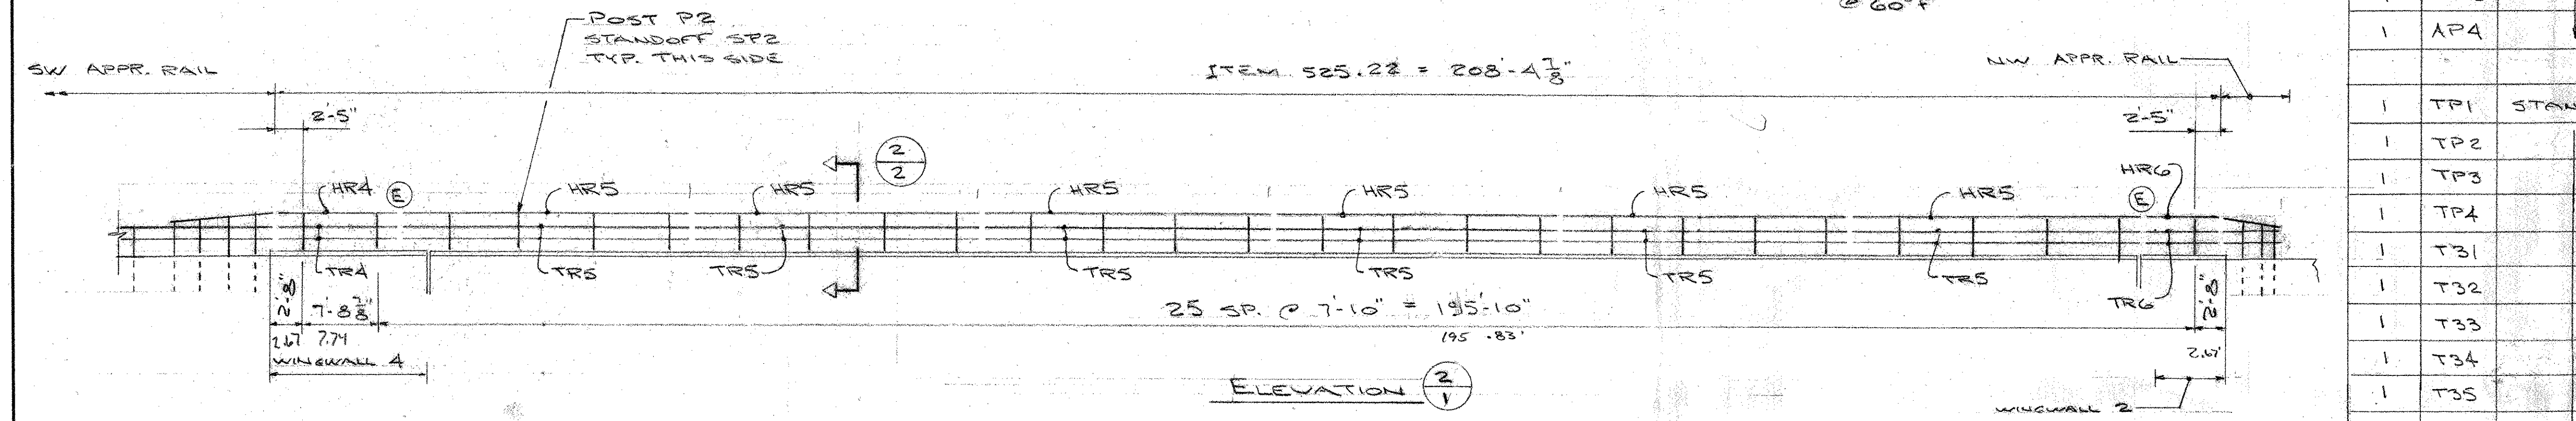 @ 60°F
POST P2
STANDOFF SP2
TYP. THIS SIDE
SW APPR. RAIL
ITEM 525.22 = 208'-4 7/8"
NW APPR. RAIL
2'-5"
2'-5"
2
2
HR4
E
HR5
HR5
HR5
HR5
HR5
HR5
HR6
E
TR4
TR5
TR5
TR5
TR5
TR5
TR5
TR6
2'-8"
7'-8 7/8"
25 SP. @ 7'-10" = 195'-10"
2'-8"
2.67
7.74
195.83'
2.67'
WINGWALL 4
ELEVATION
2
1
WINGWALL 2
1 AP4
1 TP1 STAN
1 TP2
1 TP3
1 TP4
1 T31
1 T32
1 T33
1 T34
1 T35